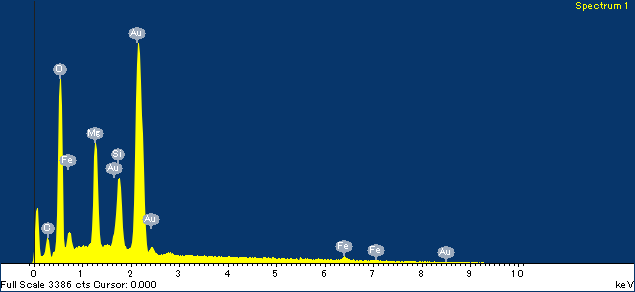 Spectrum 1
Au
O
Mg
Si
Fe
Au
Au
C
Fe
Fe
Au
0 1 2 3 4 5 6 7 8 9 10
Full Scale 3386 cts Cursor: 0.000 keV